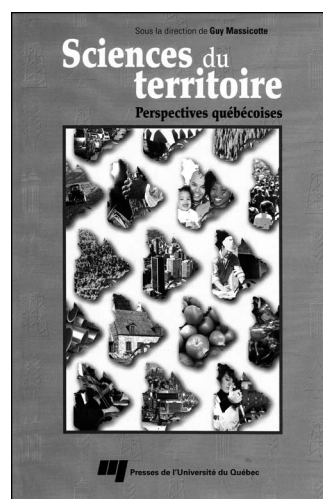 Sous la direction de Guy Massicotte
Sciences du
territoire
Perspectives québécoises
Presses de l'Université du Québec